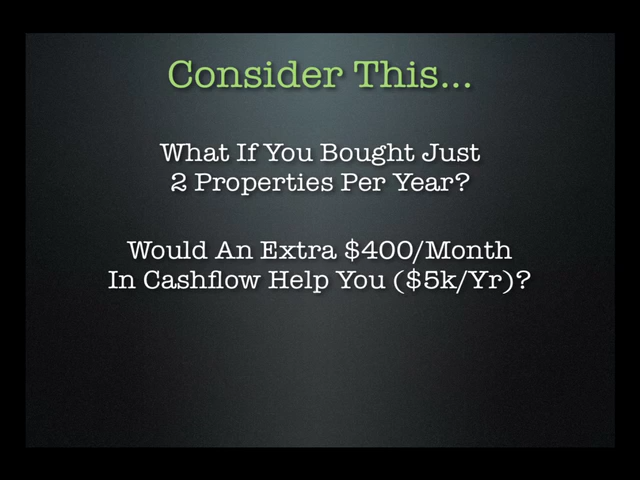 Consider This...
What If You Bought Just
2 Properties Per Year?
Would An Extra $400/Month
In Cashflow Help You ($5k/Yr)?